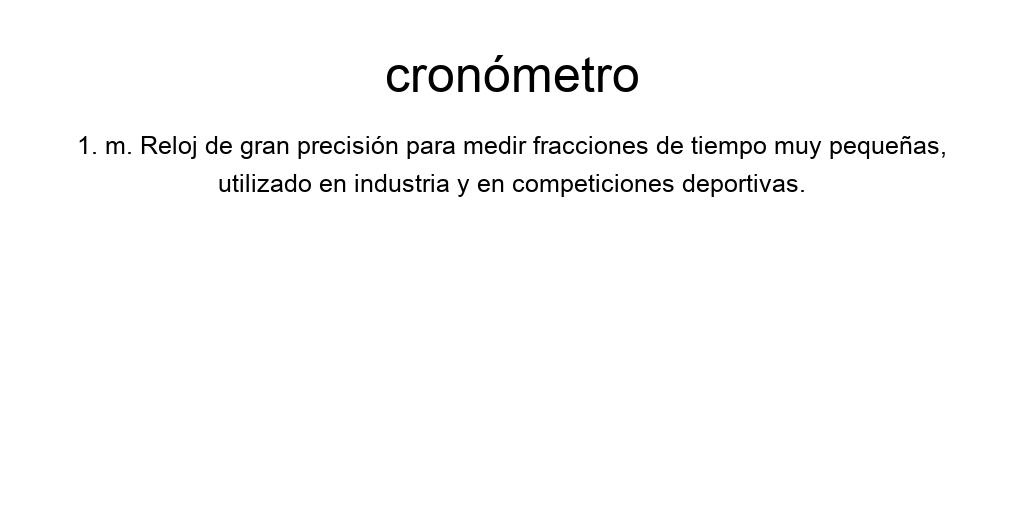 cronómetro
1. m. Reloj de gran precisión para medir fracciones de tiempo muy pequeñas,
utilizado en industria y en competiciones deportivas.